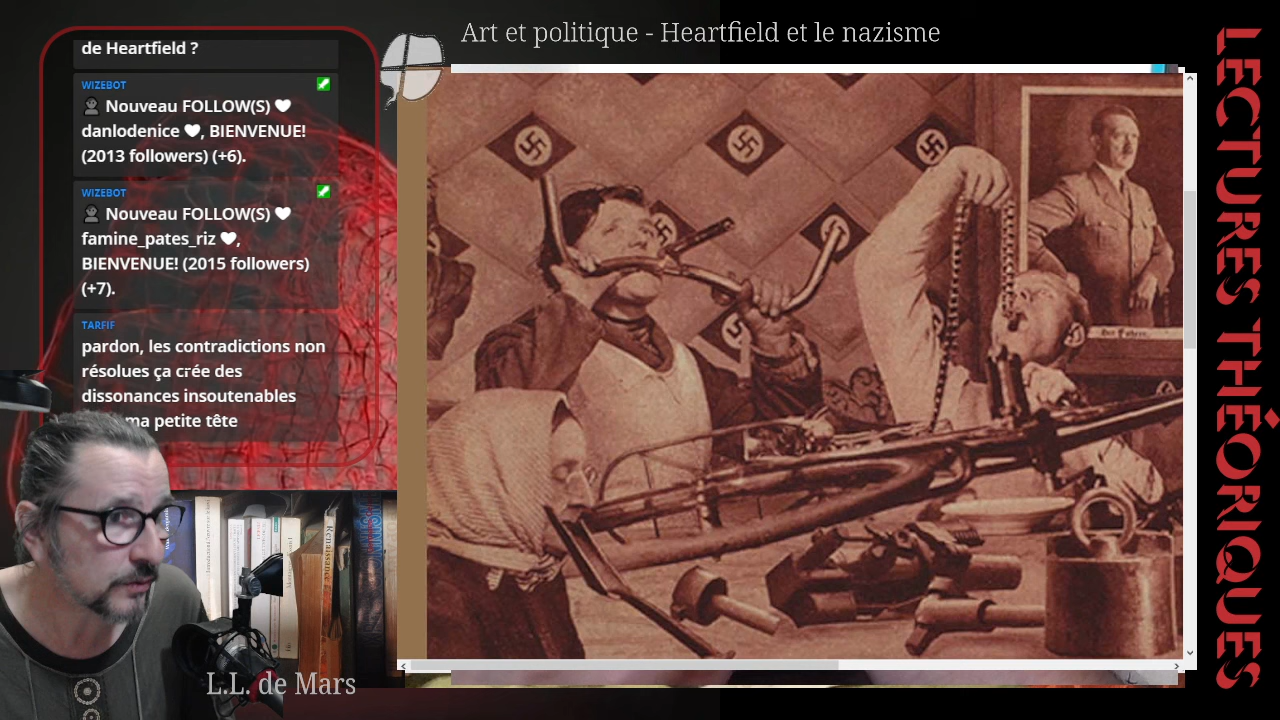 Art et politique - Heartfield et le nazisme
de Heartfield ?
WIZEBOT
Nouveau FOLLOW(S)
danlodenice , BIENVENUE!
(2013 followers) (+6).
WIZEBOT
Nouveau FOLLOW(S)
famine_pates_riz ,
BIENVENUE! (2015 followers)
(+7).
TARFIF
pardon, les contradictions non
résolues ça crée des
dissonances insoutenables
ma petite tête
L.L. de Mars
LECTURES THÉORIQUES
Renaissance